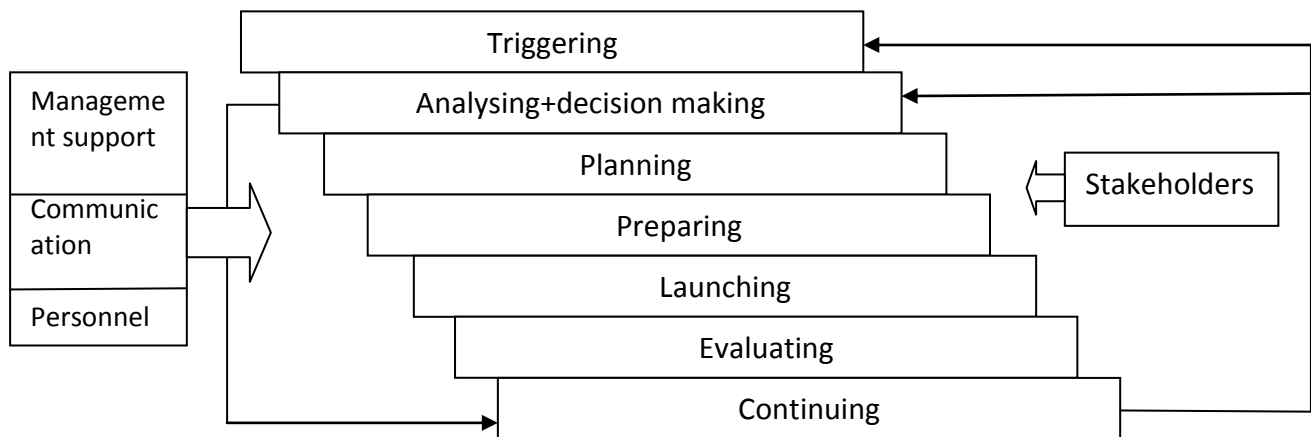 Triggering
Manageme
nt support
Analysing+decision making
Planning
Stakeholders
Communic
ation
Preparing
Launching
Personnel
Evaluating
Continuing